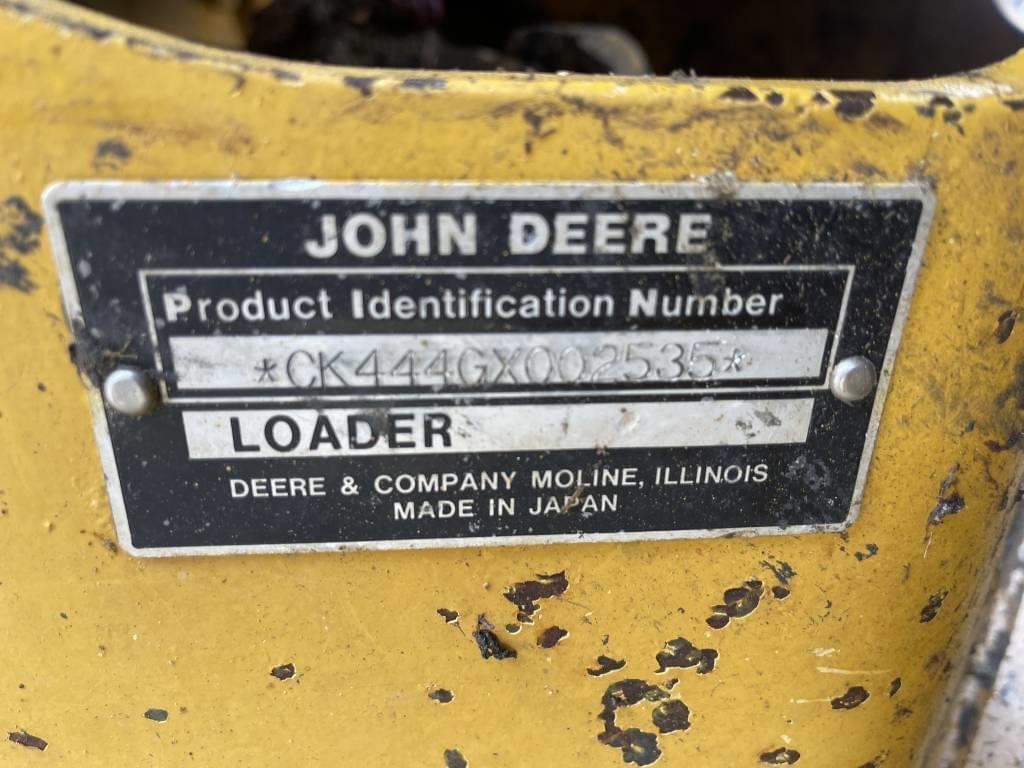 JOHN DEERE
Product Identification Number
*CK444GX002535*
LOADER
DEERE & COMPANY MOLINE, ILLINOIS
MADE IN JAPAN